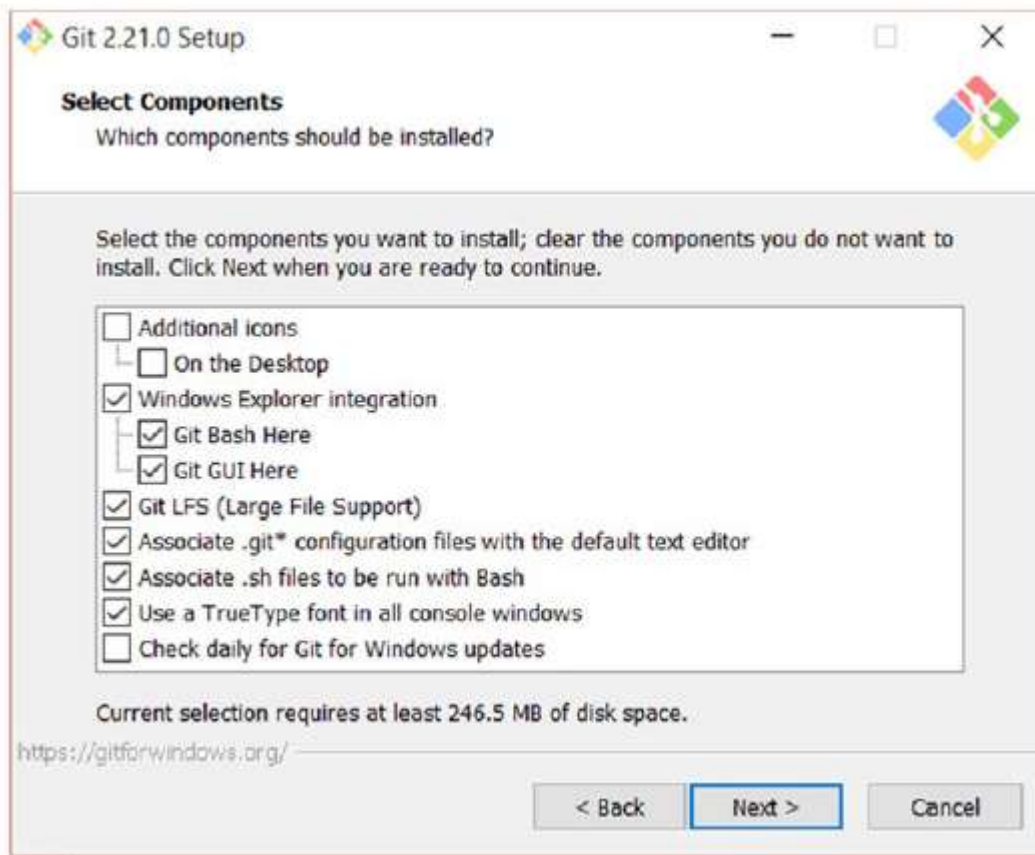 Git 2.21.0 Setup
Select Components
Which components should be installed?
Select the components you want to install; clear the components you do not want to
install. Click Next when you are ready to continue.
Additional icons
On the Desktop
Windows Explorer integration
Git Bash Here
Git GUI Here
Git LFS (Large File Support)
Associate .git* configuration files with the default text editor
Associate .sh files to be run with Bash
Use a TrueType font in all console windows
Check daily for Git for Windows updates
Current selection requires at least 246.5 MB of disk space.
https://gitforwindows.org/
< Back Next > Cancel